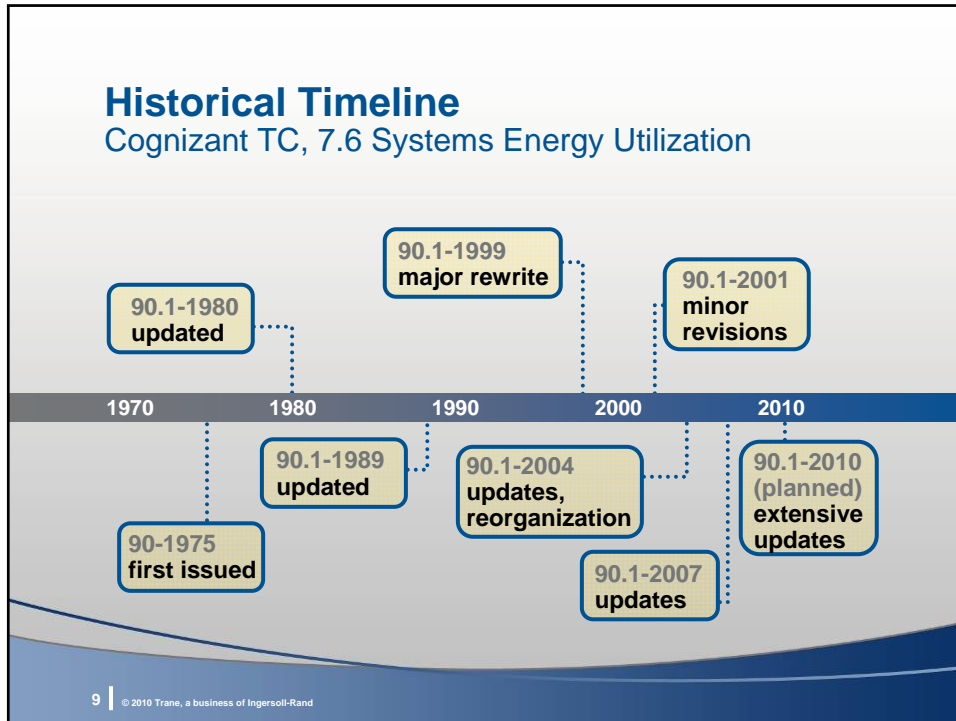 Historical Timeline
Cognizant TC, 7.6 Systems Energy Utilization
90.1-1999
major rewrite
90.1-2001
minor
revisions
90.1-1980
updated
1970 1980 1990 2000 2010
90.1-1989
updated
90.1-2004
updates,
reorganization
90.1-2010
(planned)
extensive
updates
90-1975
first issued
90.1-2007
updates
9 © 2010 Trane, a business of Ingersoll-Rand